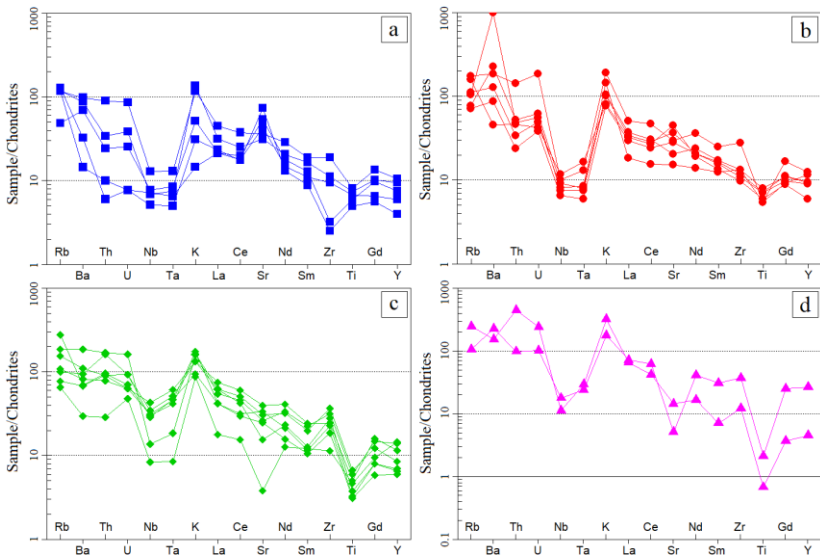 a
Sample/Chondrites
1000
100
10
1
Rb Th Nb K Ce Nd Zr Gd
Ba U Ta La Sr Sm Ti Y
b
Sample/Chondrites
1000
100
10
1
Rb Th Nb K Ce Nd Zr Gd
Ba U Ta La Sr Sm Ti Y
c
Sample/Chondrites
1000
100
10
1
Rb Th Nb K Ce Nd Zr Gd
Ba U Ta La Sr Sm Ti Y
d
Sample/Chondrites
1000
100
10
1
0.1
Rb Th Nb K Ce Nd Zr Gd
Ba U Ta La Sr Sm Ti Y